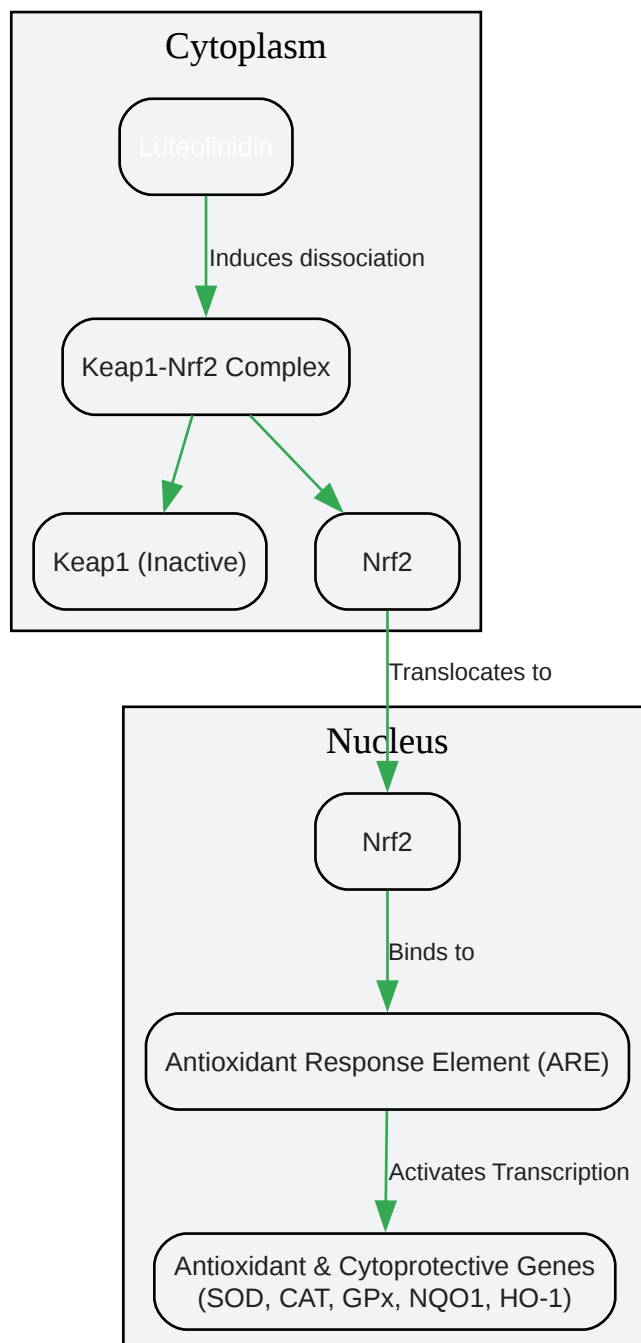 Cytoplasm
Luteolinidin
Induces dissociation
Keap1-Nrf2 Complex
Keap1 (Inactive)
Nrf2
Translocates to
Nucleus
Nrf2
Binds to
Antioxidant Response Element (ARE)
Activates Transcription
Antioxidant & Cytoprotective Genes
(SOD, CAT, GPx, NQO1, HO-1)